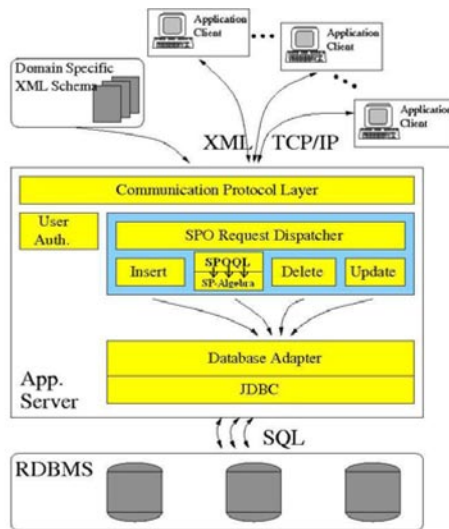 Application
Client
Application
Client
Application
Client
Domain Specific
XML Schema
XML TCP/IP
Communication Protocol Layer
User
Auth.
SPO Request Dispatcher
Insert
SPQQL
SP-Algebra
Delete
Update
Database Adapter
JDBC
App.
Server
SQL
RDBMS